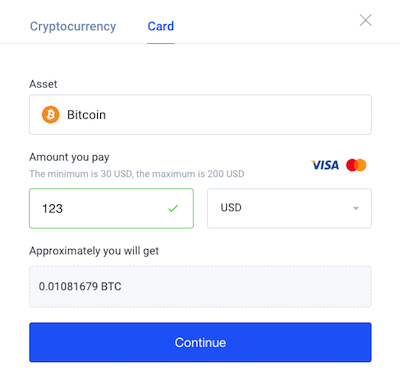 Cryptocurrency Card
Asset
Bitcoin
Amount you pay
VISA
The minimum is 30 USD, the maximum is 200 USD
123 USD
Approximately you will get
0.01081679 BTC
Continue